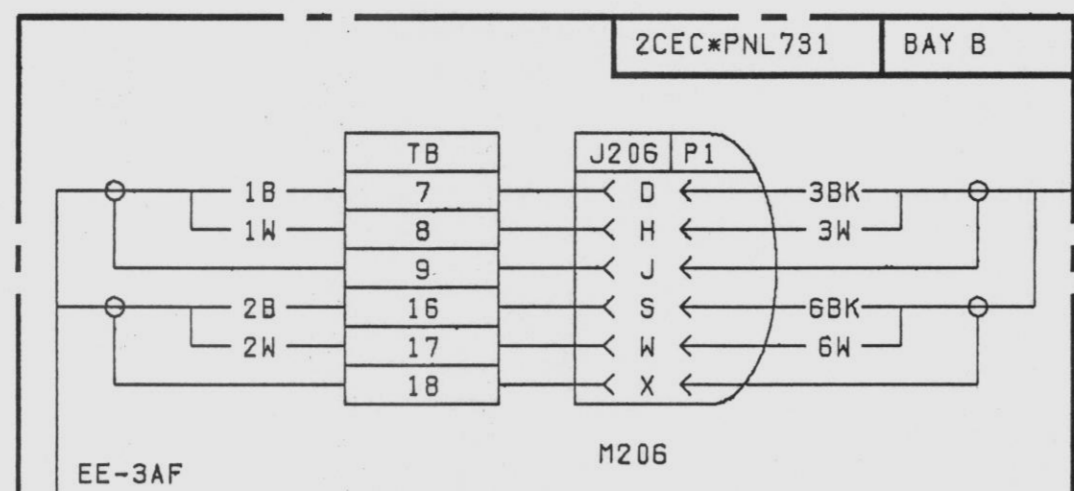 2CEC*PNL731 BAY B
TB J206 P1
1B 7 D 3BK
1W 8 H 3W
9 J
2B 16 S 6BK
2W 17 W 6W
18 X
M206
EE-3AF